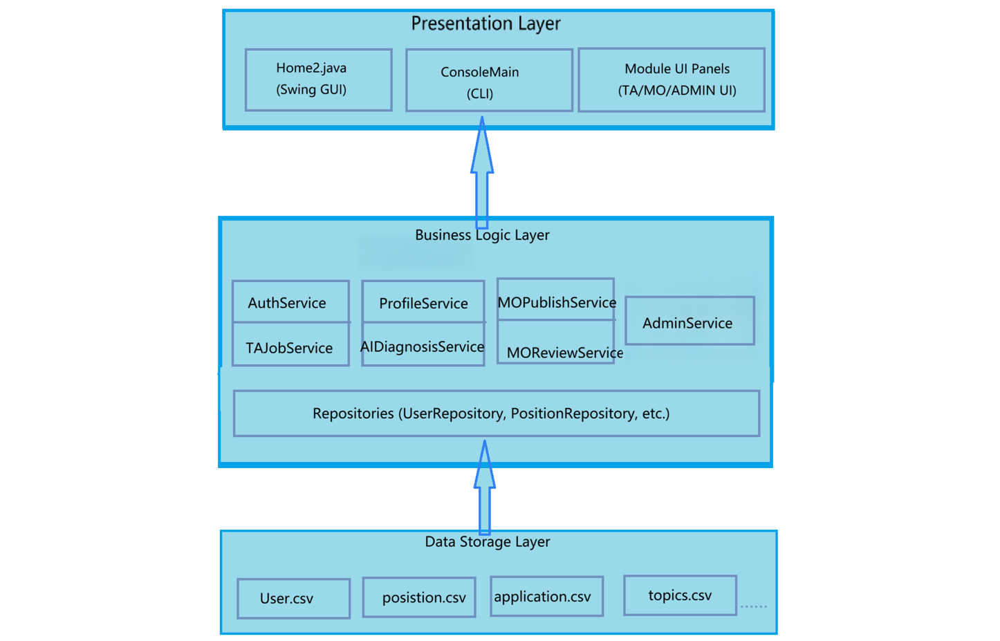 Presentation Layer
Home2.java
(Swing GUI)
ConsoleMain
(CLI)
Module UI Panels
(TA/MO/ADMIN UI)
Business Logic Layer
AuthService
TAJobService
ProfileService
AIDiagnosisService
MOPublishService
MOReviewService
AdminService
Repositories (UserRepository, PositionRepository, etc.)
Data Storage Layer
User.csv
posistion.csv
application.csv
topics.csv
......